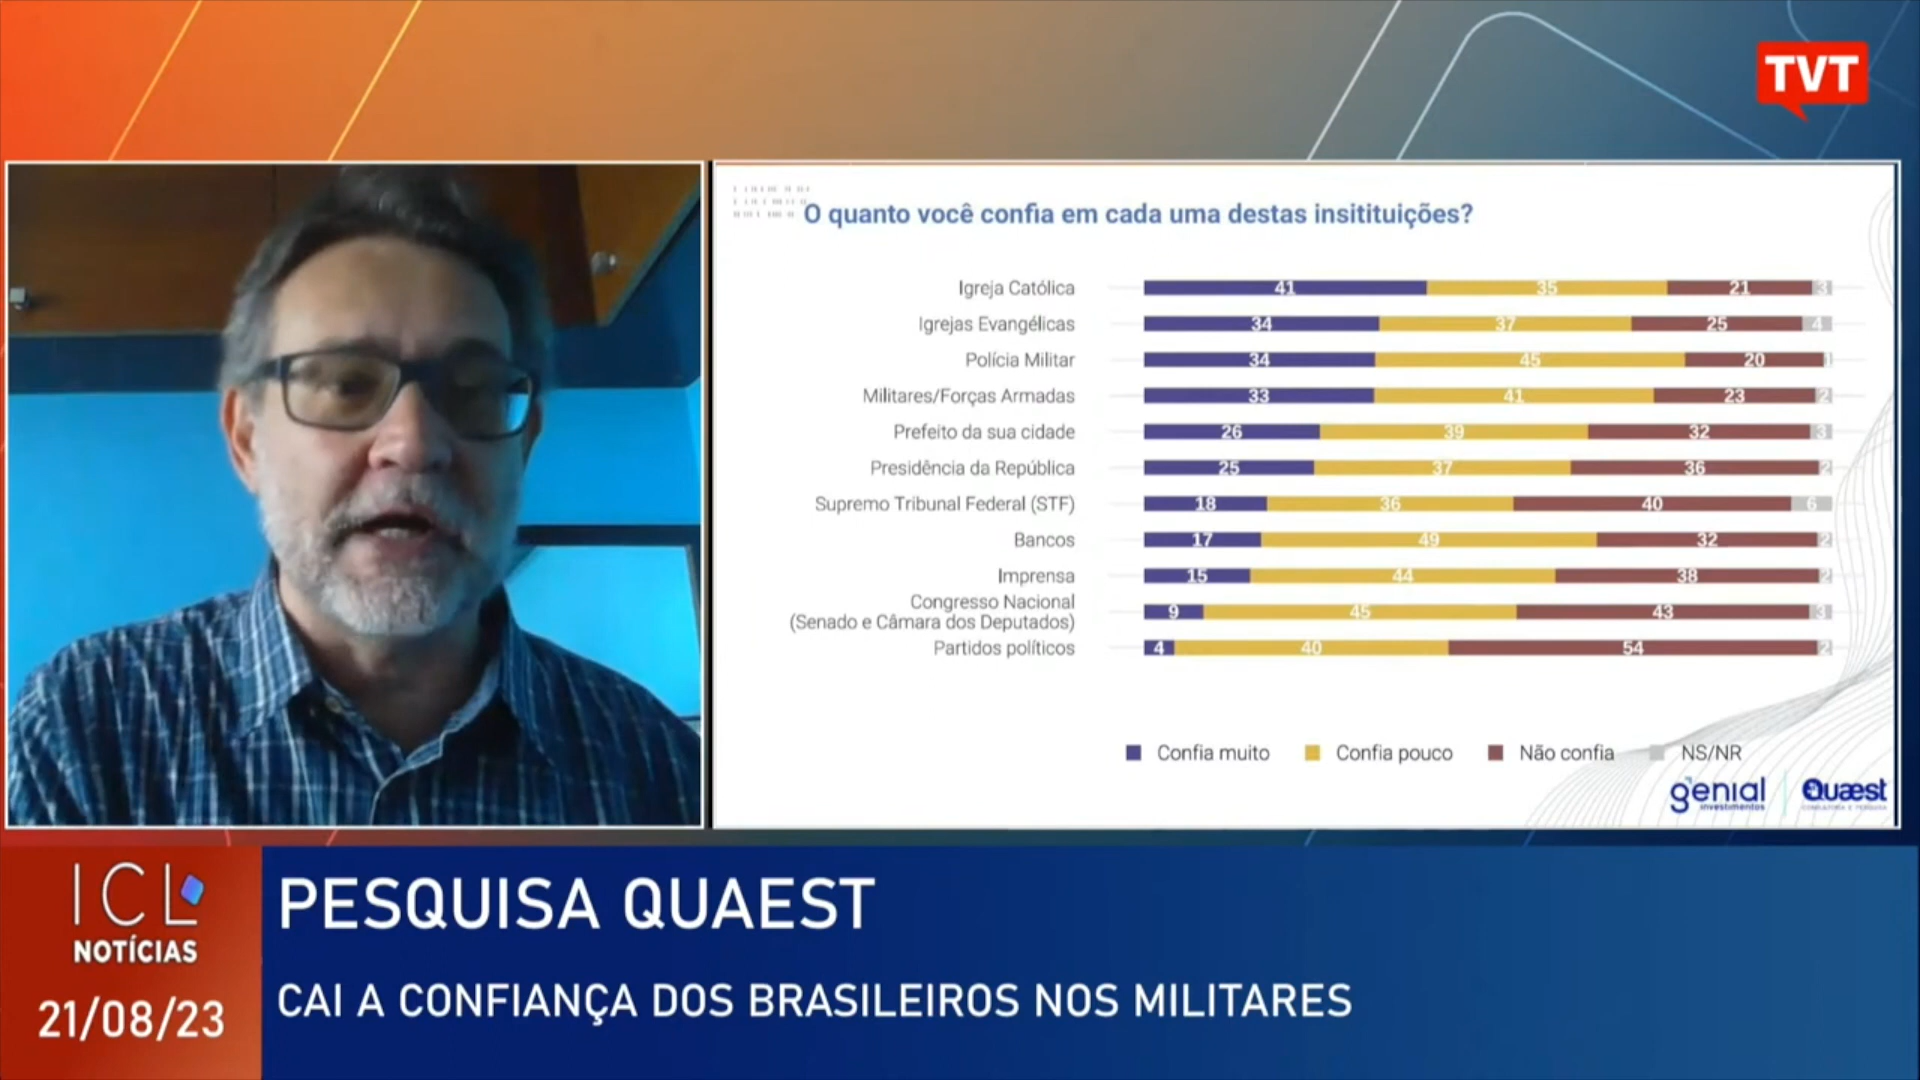 TVT
O quanto você confia em cada uma destas insitituições?
Igreja Católica 41 35 21 3
Igrejas Evangélicas 34 37 25 4
Polícia Militar 34 45 20 1
Militares/Forças Armadas 33 41 23 2
Prefeito da sua cidade 26 39 32 3
Presidência da República 25 37 36 2
Supremo Tribunal Federal (STF) 18 36 40 6
Bancos 17 49 32 2
Imprensa 15 44 38 2
Congresso Nacional
(Senado e Câmara dos Deputados) 9 45 43 3
Partidos políticos 4 40 54 2
Confia muito Confia pouco Não confia NS/NR
genial
investimentos
Quæst
ICL
NOTÍCIAS
21/08/23
PESQUISA QUAEST
CAI A CONFIANÇA DOS BRASILEIROS NOS MILITARES